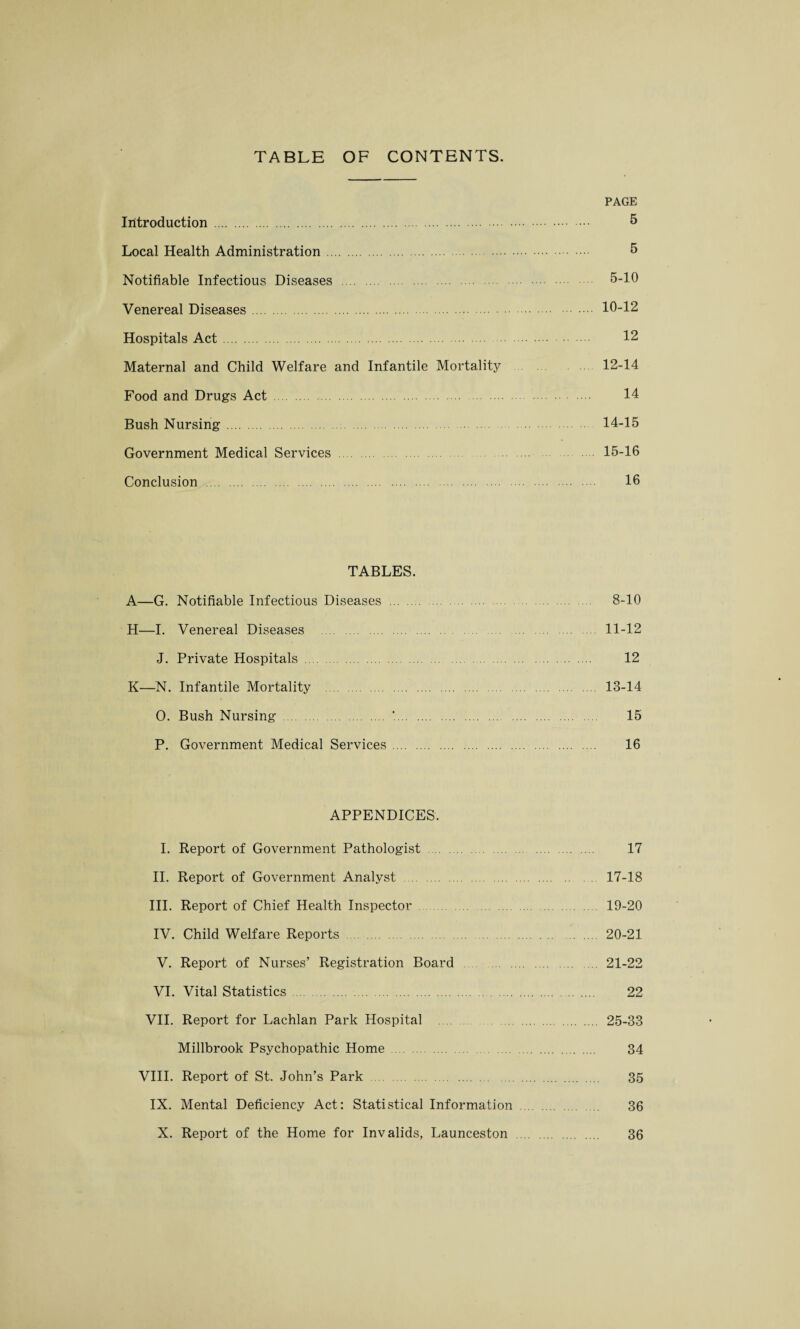 TABLE OF CONTENTS.
PAGE
Introduction .... 5
Local Health Administration .... 5
Notifiable Infectious Diseases .... 5-10
Venereal Diseases .... 10-12
Hospitals Act .... 12
Maternal and Child Welfare and Infantile Mortality .... 12-14
Food and Drugs Act .... 14
Bush Nursing .... 14-15
Government Medical Services .... 15-16
Conclusion .... 16
TABLES.
A—G. Notifiable Infectious Diseases .... 8-10
H—I. Venereal Diseases .... 11-12
J. Private Hospitals .... 12
K—N. Infantile Mortality .... 13-14
O. Bush Nursing .... 15
P. Government Medical Services .... 16
APPENDICES.
I. Report of Government Pathologist .... 17
II. Report of Government Analyst .... 17-18
III. Report of Chief Health Inspector .... 19-20
IV. Child Welfare Reports .... 20-21
V. Report of Nurses' Registration Board .... 21-22
VI. Vital Statistics .... 22
VII. Report for Lachlan Park Hospital .... 25-33
Millbrook Psychopathic Home .... 34
VIII. Report of St. John's Park .... 35
IX. Mental Deficiency Act: Statistical Information .... 36
X. Report of the Home for Invalids, Launceston .... 36